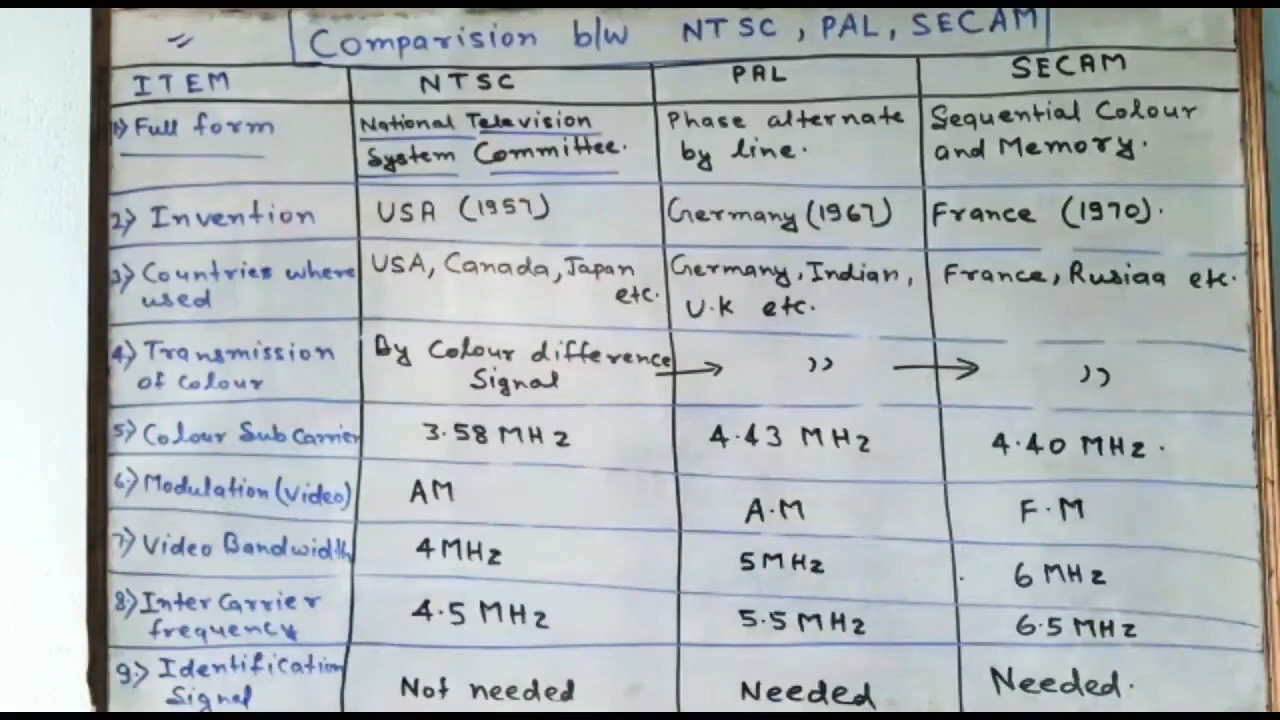 Comparision b/w NTSC, PAL, SECAM
ITEM NTSC PAL SECAM
1) Full form National Television System Committee. Phase alternate by line. Sequential Colour and Memory.
2) Invention USA (1957) Germany (1967) France (1970).
3) Countries where used USA, Canada, Japan etc. Germany, Indian, U.K etc. France, Rusiaa etc.
4) Transmission of colour By Colour difference Signal → ” → ”
5) Colour Sub Carrier 3.58 MHz 4.43 MHz 4.40 MHz.
6) Modulation (Video) AM A.M F.M
7) Video Bandwidth 4 MHz 5 MHz 6 MHz
8) Inter Carrier frequency 4.5 MHz 5.5 MHz 6.5 MHz
9) Identification Signal Not needed Needed Needed.